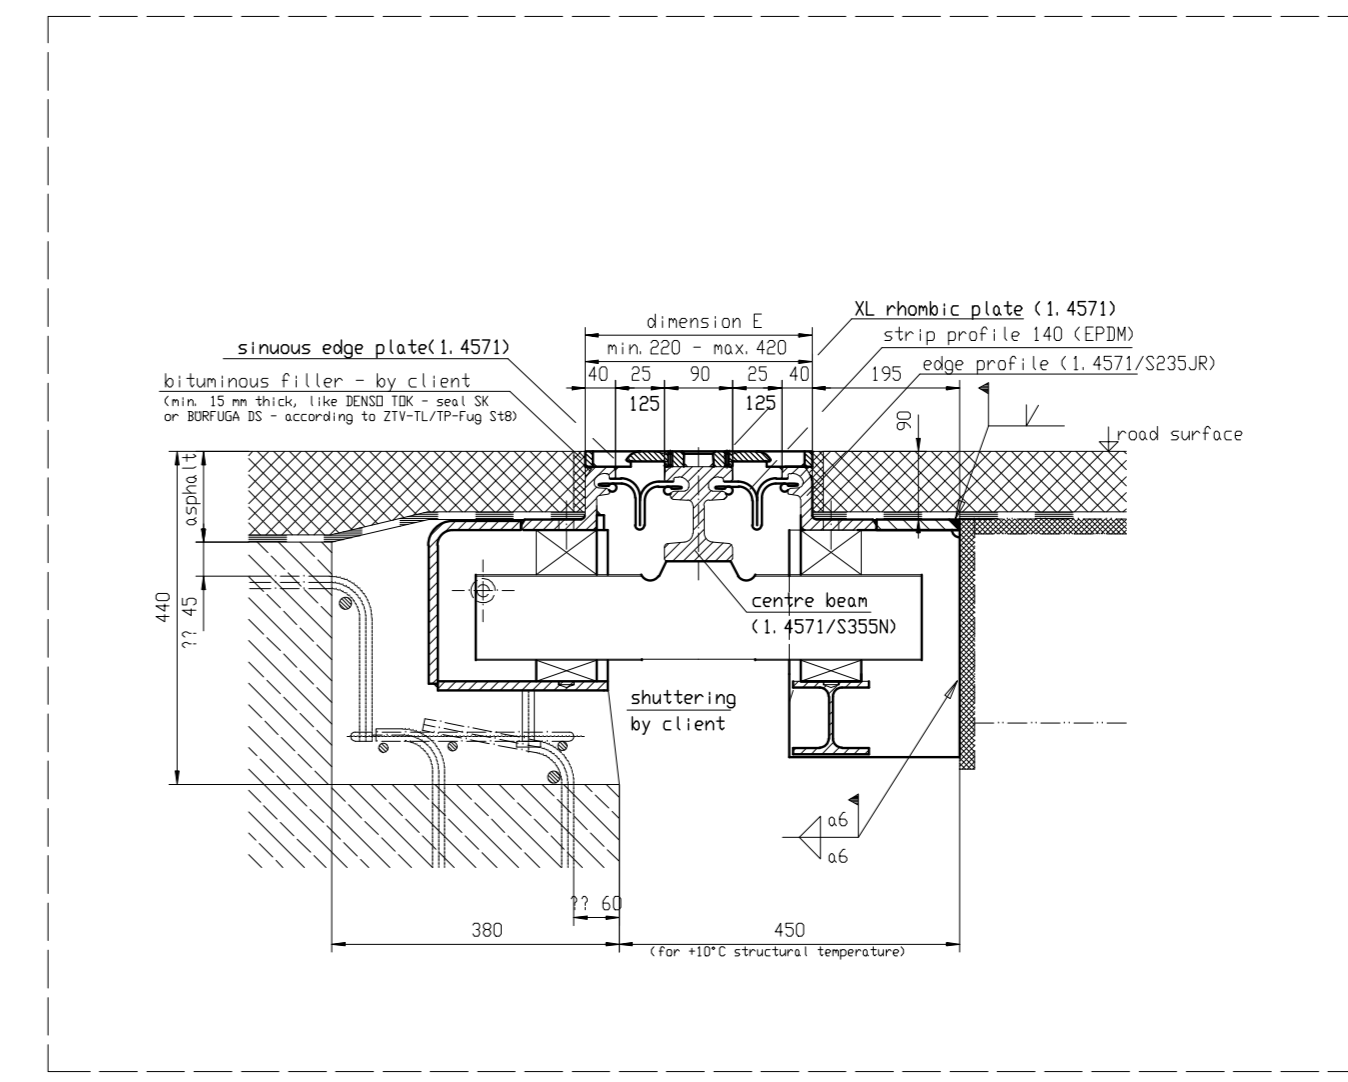 XL rhombic plate (1.4571)
dimension E
strip profile 140 (EPDM)
sinuous edge plate(1.4571)
min. 220 - max. 420
edge profile (1.4571/S235JR)
bituminous filler - by client
40 25 90 25 40 195
(min. 15 mm thick, like DENSO TOK - seal SK
125 125
or BORFUGA DS - according to ZTV-TL/TP-Fug St8)
90
road surface
asphalt
440
?? 45
centre beam
(1.4571/S355N)
shuttering
by client
a6
a6
?? 60
380
450
(for +10°C structural temperature)